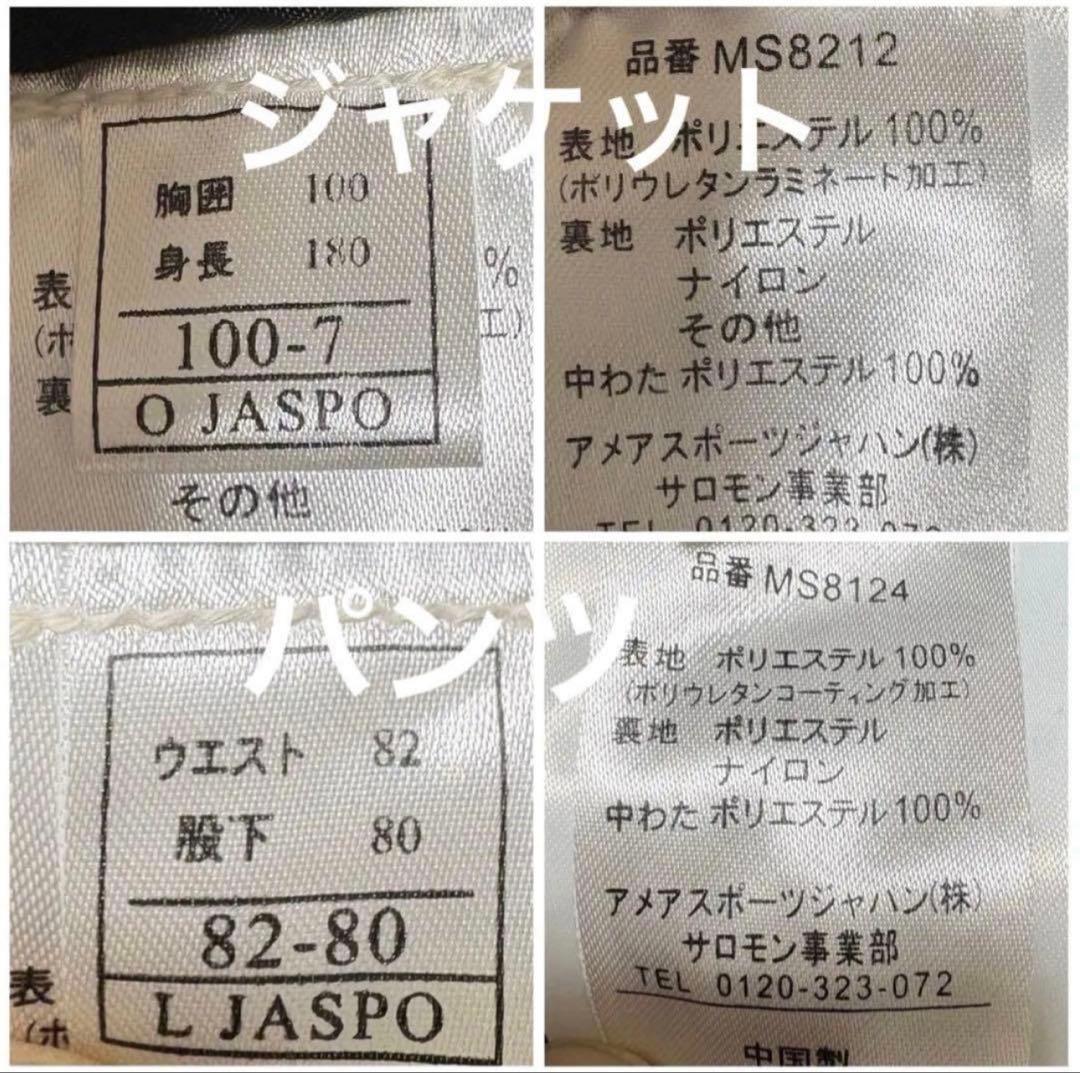 ジャケット
胸囲 100
身長 180
100-7
O JASPO
表
(ポ
裏
%
工)
その他
品番 MS8212
表地 ポリエステル 100%
(ポリウレタンラミネート加工)
裏地 ポリエステル
ナイロン
その他
中わた ポリエステル 100%
アメアスポーツジャハン(株)
サロモン事業部
TEL 0120-323-072
パンツ
ウエスト 82
股下 80
82-80
L JASPO
表
(ポ
品番 MS8124
表地 ポリエステル 100%
(ポリウレタンコーティング加工)
裏地 ポリエステル
ナイロン
中わた ポリエステル 100%
アメアスポーツジャハン(株)
サロモン事業部
TEL 0120-323-072
中国製